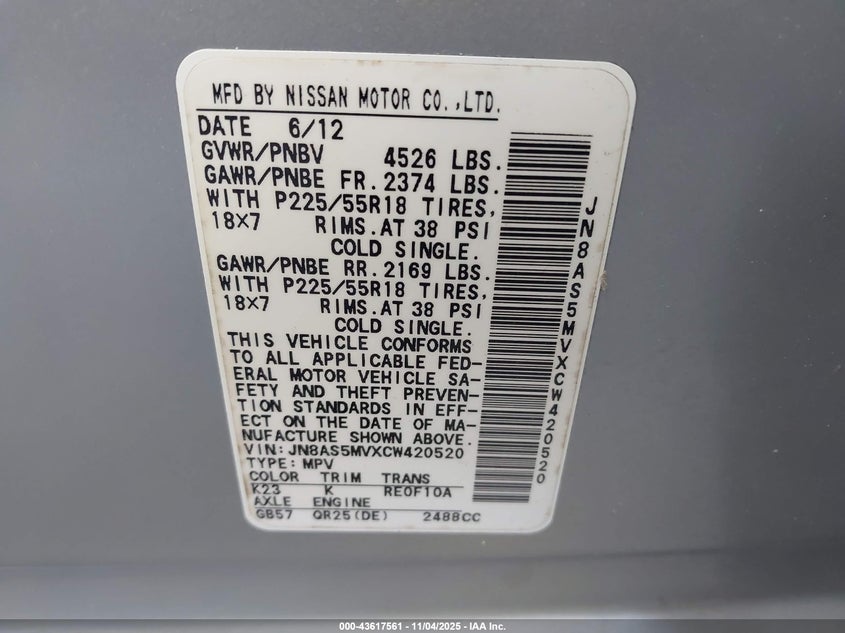 MFD BY NISSAN MOTOR CO.,LTD.
DATE 6/12
GVWR/PNBV 4526 LBS.
GAWR/PNBE FR. 2374 LBS.
WITH P225/55R18 TIRES,
18X7 RIMS.AT 38 PSI
COLD SINGLE.
GAWR/PNBE RR. 2169 LBS.
WITH P225/55R18 TIRES,
18X7 RIMS.AT 38 PSI
COLD SINGLE.
THIS VEHICLE CONFORMS
TO ALL APPLICABLE FED-
ERAL MOTOR VEHICLE SA-
FETY AND THEFT PREVEN-
TION STANDARDS IN EFF-
ECT ON THE DATE OF MA-
NUFACTURE SHOWN ABOVE.
VIN: JN8AS5MVXCW420520
TYPE: MPV
COLOR TRIM TRANS
K23 K RE0F10A
AXLE ENGINE
GB57 QR25(DE) 2488CC
JN8AS5MVXCW420520
000-43617561 - 11/04/2025 - IAA Inc.